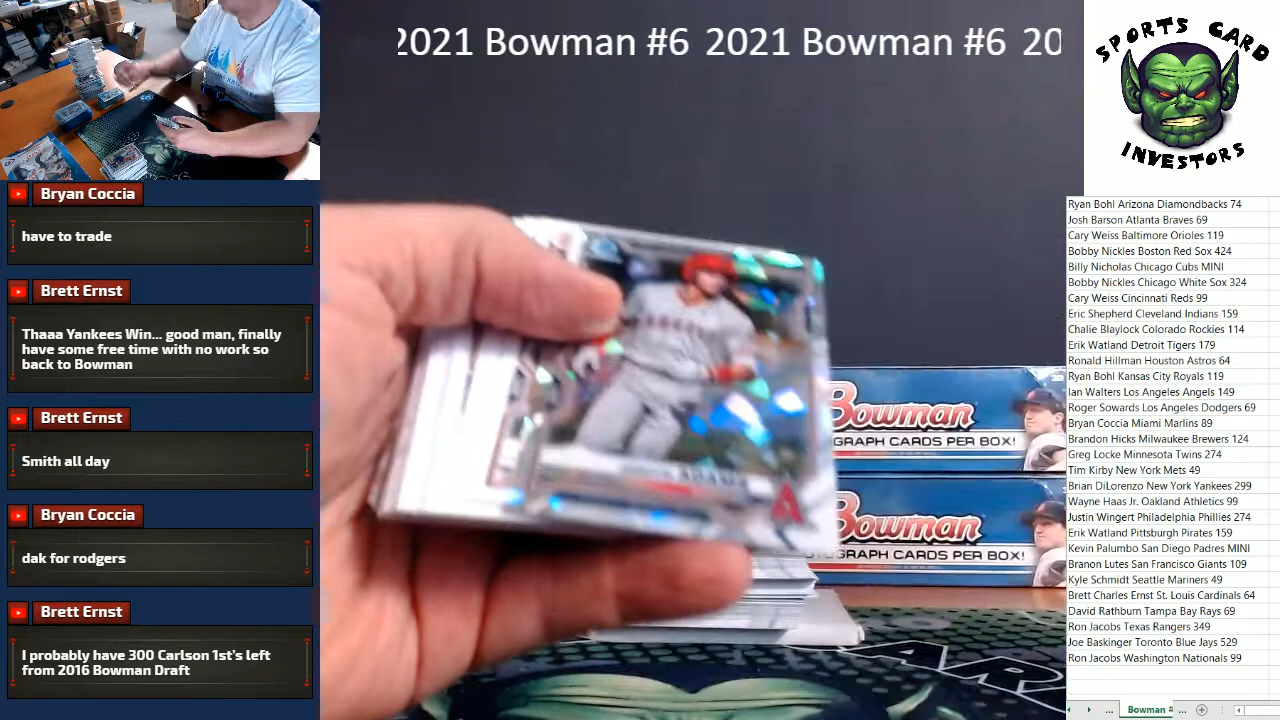 2021 Bowman #6 2021 Bowman #6 20
SPORTS CARD
INVESTORS
Bryan Coccia
have to trade
Brett Ernst
Thaaa Yankees Win... good man, finally
have some free time with no work so
back to Bowman
Brett Ernst
Smith all day
Bryan Coccia
dak for rodgers
Brett Ernst
I probably have 300 Carlson 1st's left
from 2016 Bowman Draft
Bowman
GRAPH CARDS PER BOX!
Bowman
OGRAPH CARDS PER BOX!
A
Ryan Bohl Arizona Diamondbacks 74
Josh Barson Atlanta Braves 69
Cary Weiss Baltimore Orioles 119
Bobby Nickles Boston Red Sox 424
Billy Nicholas Chicago Cubs MINI
Bobby Nickles Chicago White Sox 324
Cary Weiss Cincinnati Reds 99
Eric Shepherd Cleveland Indians 159
Chalie Blaylock Colorado Rockies 114
Erik Watland Detroit Tigers 179
Ronald Hillman Houston Astros 64
Ryan Bohl Kansas City Royals 119
Ian Walters Los Angeles Angels 149
Roger Sowards Los Angeles Dodgers 69
Bryan Coccia Miami Marlins 89
Brandon Hicks Milwaukee Brewers 124
Greg Locke Minnesota Twins 274
Tim Kirby New York Mets 49
Brian DiLorenzo New York Yankees 299
Wayne Haas Jr. Oakland Athletics 99
Justin Wingert Philadelphia Phillies 274
Erik Watland Pittsburgh Pirates 159
Kevin Palumbo San Diego Padres MINI
Branon Lutes San Francisco Giants 109
Kyle Schmidt Seattle Mariners 49
Brett Charles Ernst St. Louis Cardinals 64
David Rathburn Tampa Bay Rays 69
Ron Jacobs Texas Rangers 349
Joe Baskinger Toronto Blue Jays 529
Ron Jacobs Washington Nationals 99
... Bowman # ...